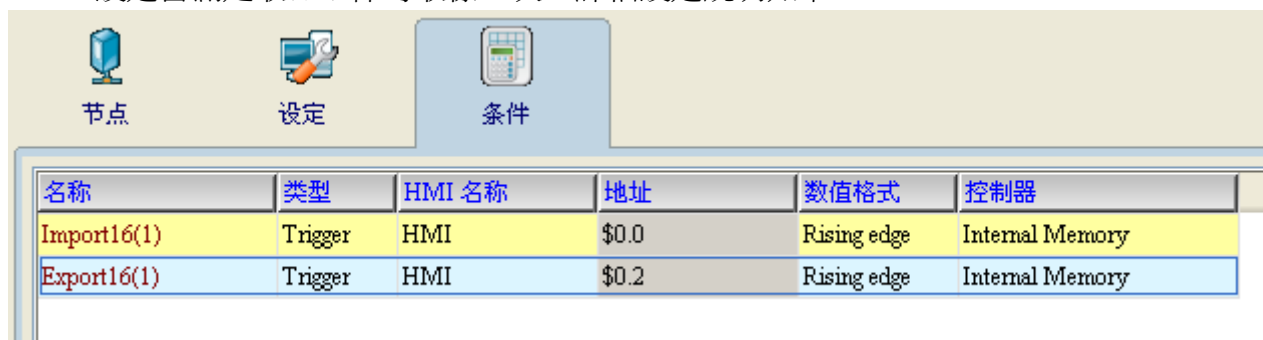 节点 设定 条件
名称 类型 HMI 名称 地址 数值格式 控制器
Import16(1) Trigger HMI $0.0 Rising edge Internal Memory
Export16(1) Trigger HMI $0.2 Rising edge Internal Memory